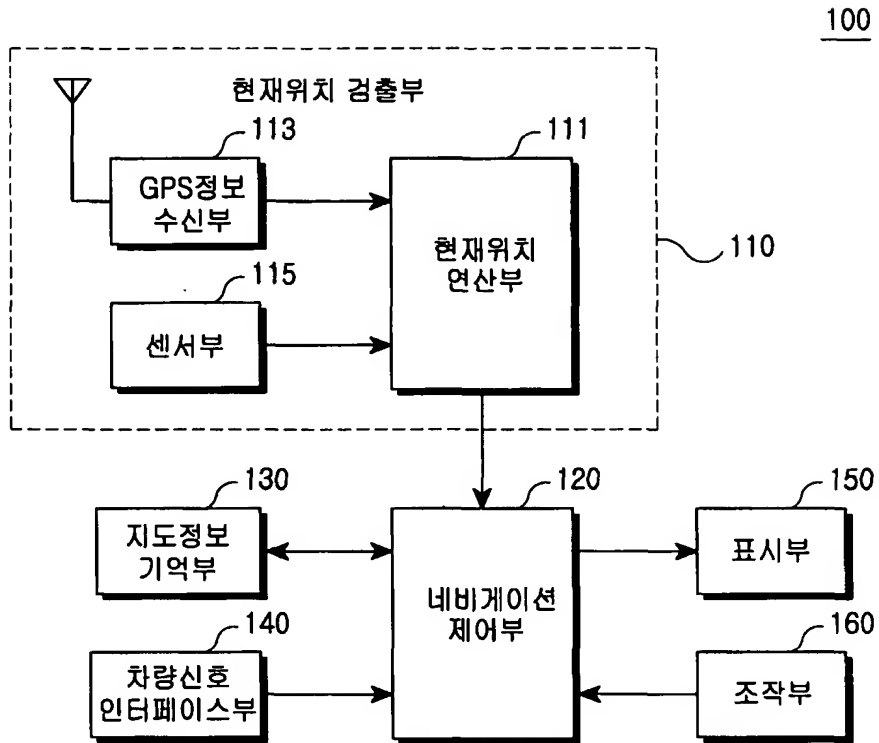 100
현재위치 검출부
113
GPS정보
수신부
111
현재위치
연산부
110
115
센서부
130
지도정보
기억부
120
네비게이션
제어부
150
표시부
140
차량신호
인터페이스부
160
조작부